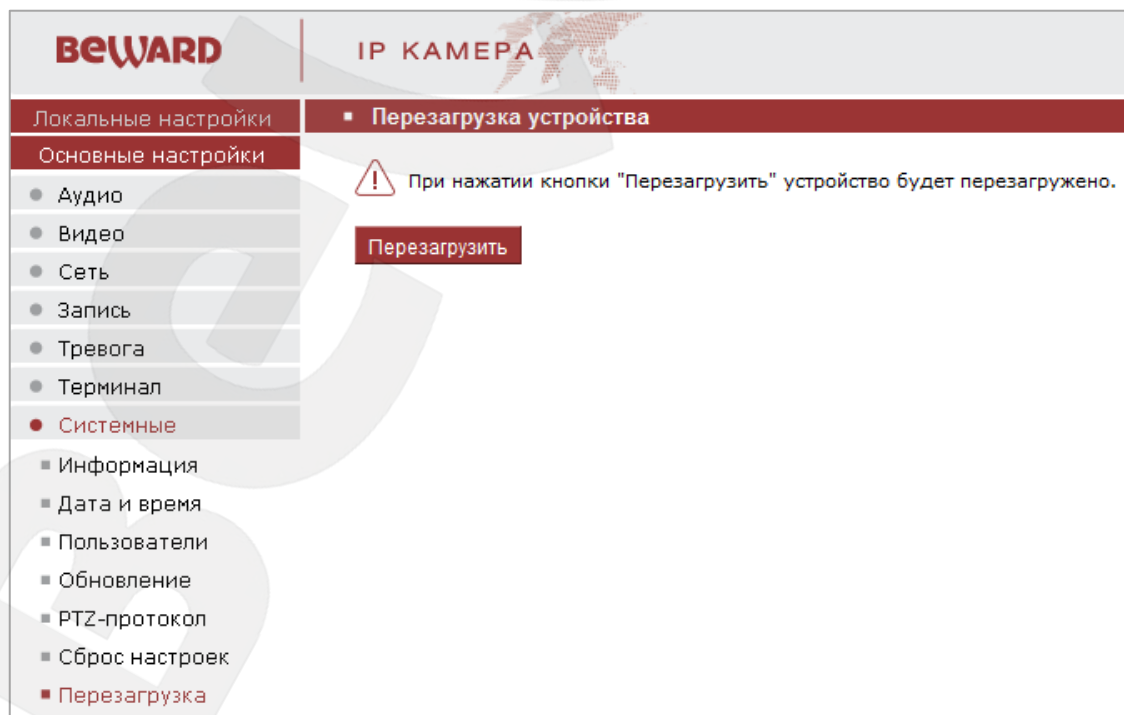 BEWARD
IP КАМЕРА
Локальные настройки
Основные настройки
Аудио
Видео
Сеть
Запись
Тревога
Терминал
Системные
Информация
Дата и время
Пользователи
Обновление
PTZ-протокол
Сброс настроек
Перезагрузка
Перезагрузка устройства
При нажатии кнопки "Перезагрузить" устройство будет перезагружено.
Перезагрузить